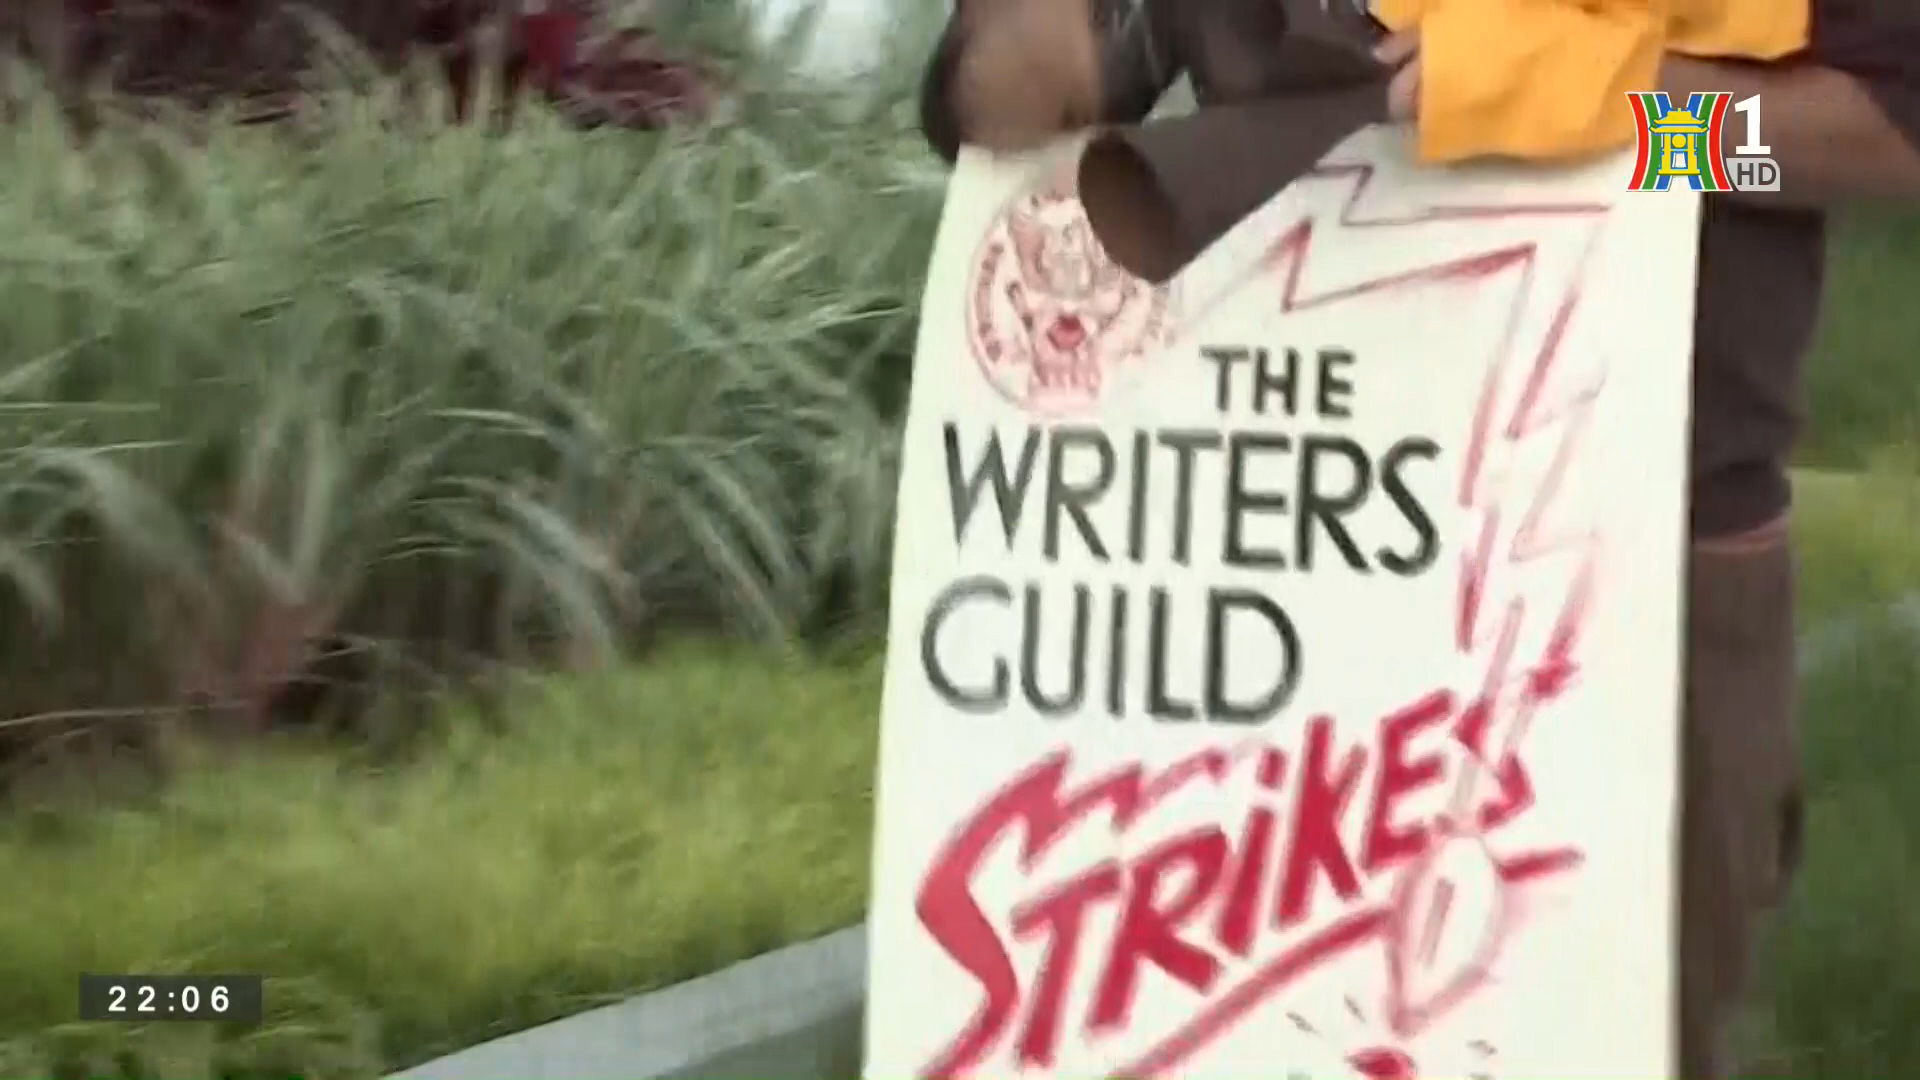 1
HD
THE
WRITERS
GUILD
STRIKES
22:06